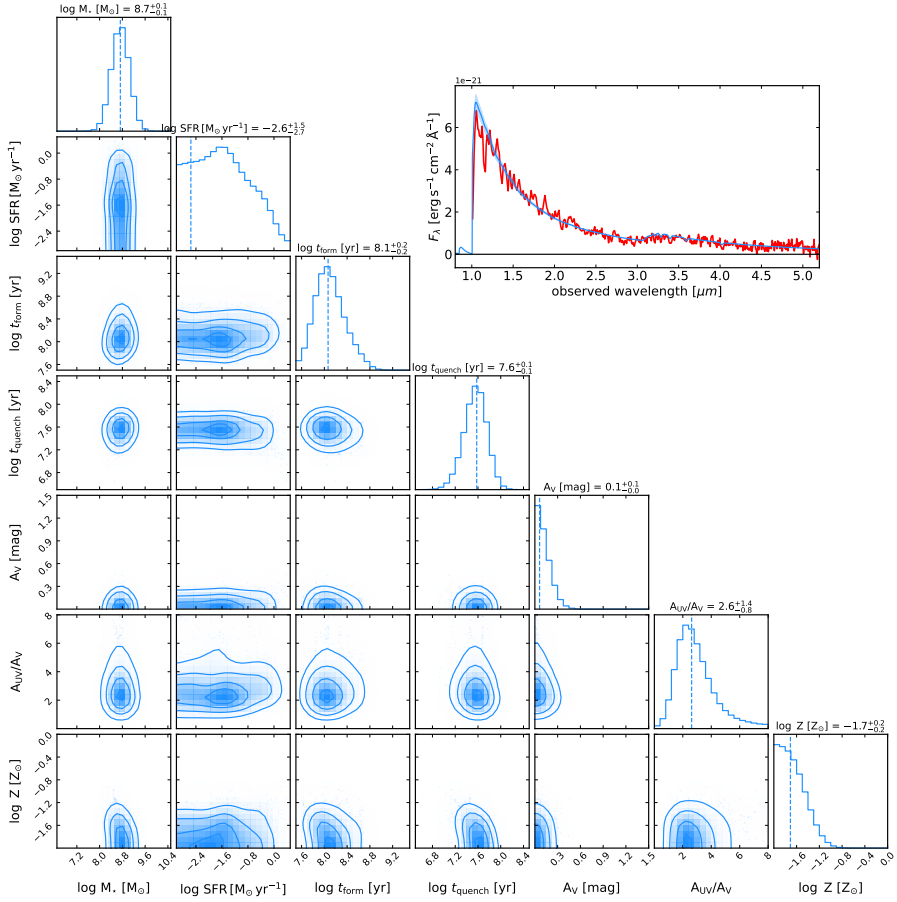 log M⋆ [M⊙] = 8.7+0.1 −0.1
1e−21
log SFR [M⊙ yr−1] = −2.6+1.5 −2.7
log SFR [M⊙ yr−1]
0.0
−0.8
−1.6
−2.4
Fλ [erg s−1 cm−2 Å−1]
6
4
2
0
1.0 1.5 2.0 2.5 3.0 3.5 4.0 4.5 5.0
observed wavelength [μm]
log tform [yr] = 8.1+0.2 −0.2
log tform [yr]
9.2
8.8
8.4
8.0
7.6
log tquench [yr] = 7.6+0.1 −0.1
log tquench [yr]
8.4
8.0
7.6
7.2
6.8
AV [mag] = 0.1+0.1 −0.0
AV [mag]
1.5
1.2
0.9
0.6
0.3
AUV/AV = 2.6+1.4 −0.8
AUV/AV
8
6
4
2
log Z [Z⊙] = −1.7+0.2 −0.2
log Z [Z⊙]
0.0
−0.4
−0.8
−1.2
−1.6
7.2 8.0 8.8 9.6 10.4
−2.4 −1.6 −0.8 0.0
7.6 8.0 8.4 8.8 9.2
6.8 7.2 7.6 8.0 8.4
0.3 0.6 0.9 1.2 1.5
2 4 6 8
−1.6 −1.2 −0.8 −0.4 0.0
log M⋆ [M⊙] log SFR [M⊙ yr−1] log tform [yr] log tquench [yr] AV [mag] AUV/AV log Z [Z⊙]